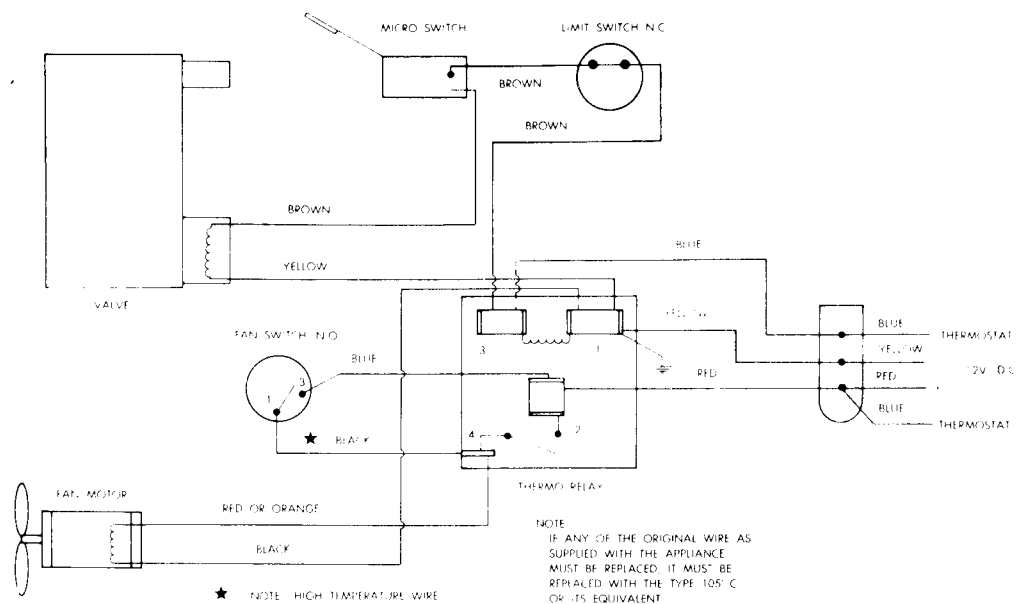 MICRO SWITCH
LIMIT SWITCH N.C
BROWN
BROWN
BROWN
YELLOW
VALVE
BLUE
FAN SWITCH N.O
3
1
YELLOW
BLUE
RED
BLUE
THERMOSTAT
YELLOW
12V D.C
RED
BLUE
THERMOSTAT
3
1
4
2
★ BLACK
THERMO RELAY
FAN MOTOR
RED OR ORANGE
BLACK
NOTE
IF ANY OF THE ORIGINAL WIRE AS
SUPPLIED WITH THE APPLIANCE
MUST BE REPLACED, IT MUST BE
REPLACED WITH THE TYPE 105° C
OR ITS EQUIVALENT
★ NOTE HIGH TEMPERATURE WIRE